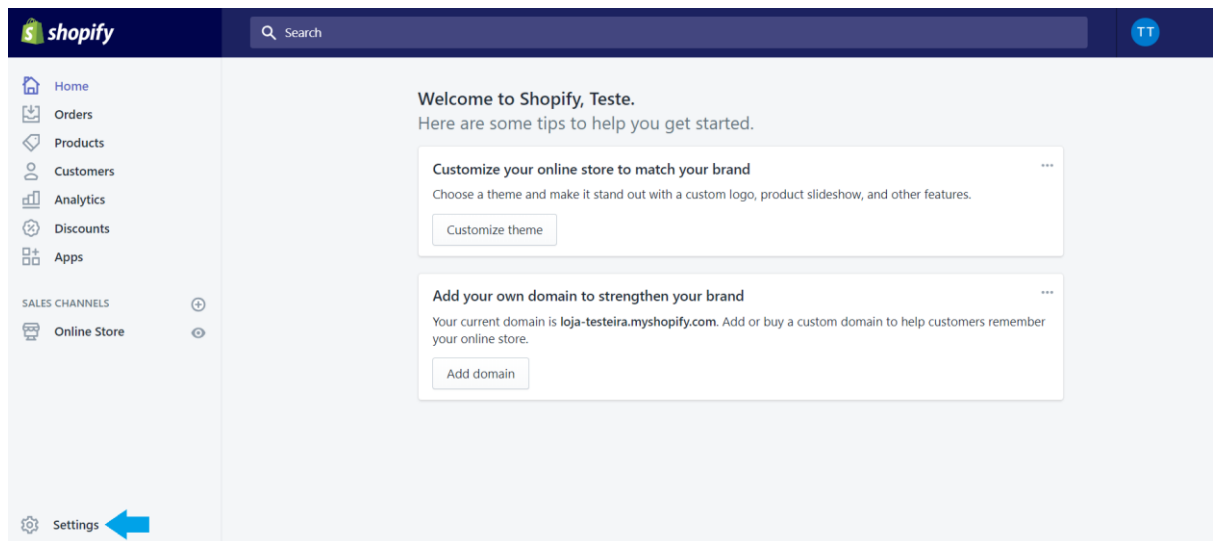 shopify
Search
TT
Home
Orders
Products
Customers
Analytics
Discounts
Apps
SALES CHANNELS
Online Store
Settings
Welcome to Shopify, Teste.
Here are some tips to help you get started.
Customize your online store to match your brand
Choose a theme and make it stand out with a custom logo, product slideshow, and other features.
Customize theme
Add your own domain to strengthen your brand
Your current domain is loja-testeira.myshopify.com. Add or buy a custom domain to help customers remember
your online store.
Add domain